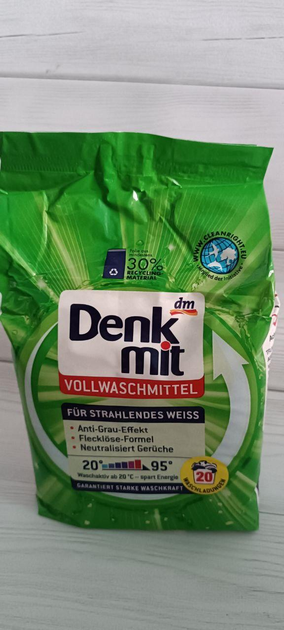 30%
RECYCLING-
MATERIAL
WWW.CLEANRIGHT.EU
dm
Denk
mit
VOLLWASCHMITTEL
FÜR STRAHLENDES WEISS
• Anti-Grau-Effekt
• Flecklöse-Formel
• Neutralisiert Gerüche
20° 95°
Waschaktiv ab 20 °C – spart Energie
GARANTIERT STARKE WASCHKRAFT
20
WASCHLADUNGEN